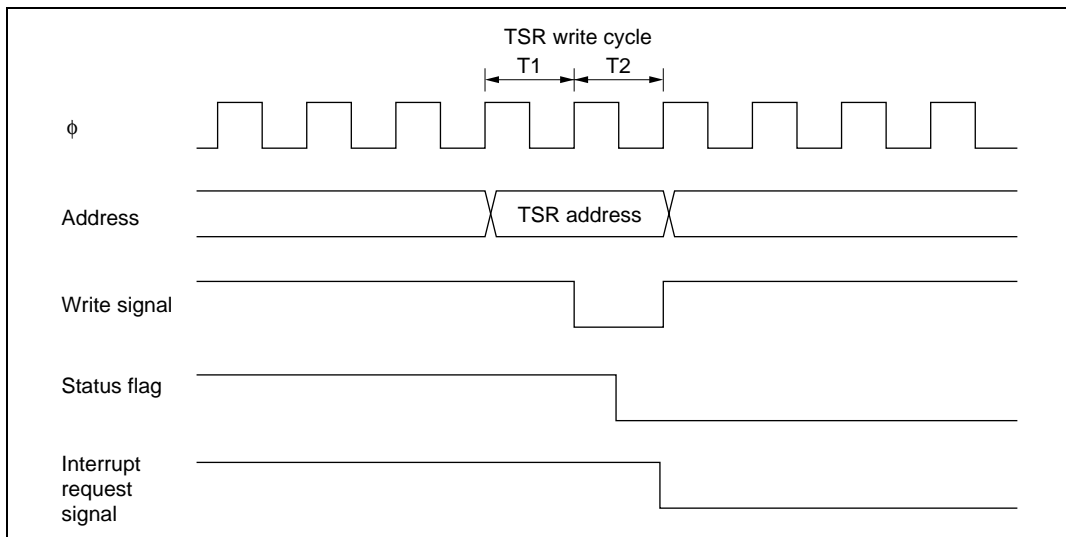 TSR write cycle
T1 T2
ϕ
Address
TSR address
Write signal
Status flag
Interrupt
request
signal